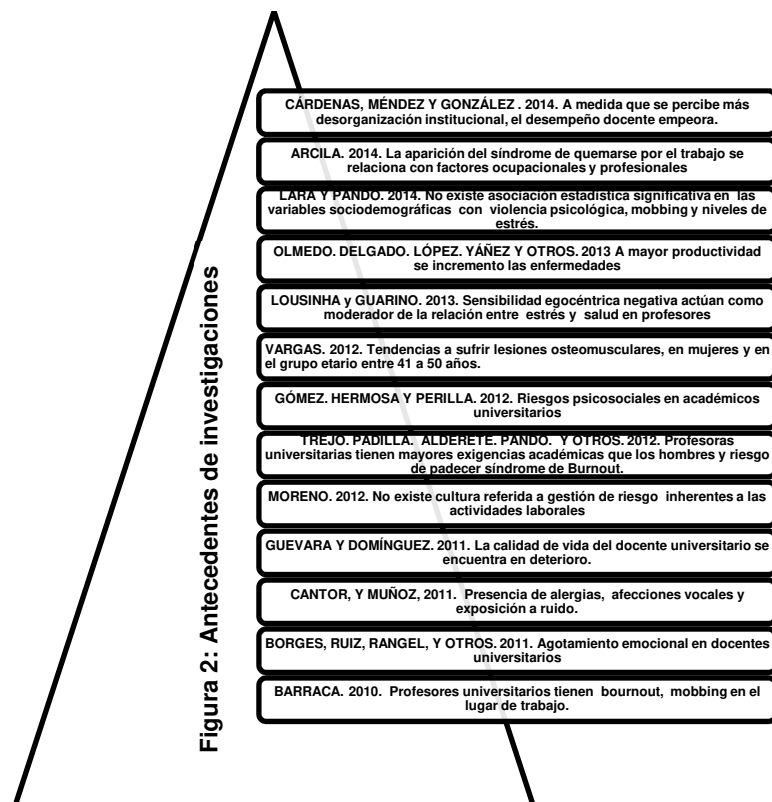 CÁRDENAS, MÉNDEZ Y GONZÁLEZ . 2014. A medida que se percibe más
desorganización institucional, el desempeño docente empeora.
ARCILA. 2014. La aparición del síndrome de quemarse por el trabajo se
relaciona con factores ocupacionales y profesionales
LARA Y PANDO. 2014. No existe asociación estadística significativa en las
variables sociodemográficas con violencia psicológica, mobbing y niveles de
estrés.
OLMEDO. DELGADO. LÓPEZ. YÁÑEZ Y OTROS. 2013 A mayor productividad
se incremento las enfermedades
LOUSINHA y GUARINO. 2013. Sensibilidad egocéntrica negativa actúan como
moderador de la relación entre estrés y salud en profesores
VARGAS. 2012. Tendencias a sufrir lesiones osteomusculares, en mujeres y en
el grupo etario entre 41 a 50 años.
GÓMEZ. HERMOSA Y PERILLA. 2012. Riesgos psicosociales en académicos
universitarios
TREJO. PADILLA. ALDERETE. PANDO. Y OTROS. 2012. Profesoras
universitarias tienen mayores exigencias académicas que los hombres y riesgo
de padecer síndrome de Burnout.
MORENO. 2012. No existe cultura referida a gestión de riesgo inherentes a las
actividades laborales
GUEVARA Y DOMÍNGUEZ. 2011. La calidad de vida del docente universitario se
encuentra en deterioro.
CANTOR, Y MUÑOZ, 2011. Presencia de alergias, afecciones vocales y
exposición a ruido.
BORGES, RUIZ, RANGEL, Y OTROS. 2011. Agotamiento emocional en docentes
universitarios
BARRACA. 2010. Profesores universitarios tienen bournout, mobbing en el
lugar de trabajo.
Figura 2: Antecedentes de investigaciones